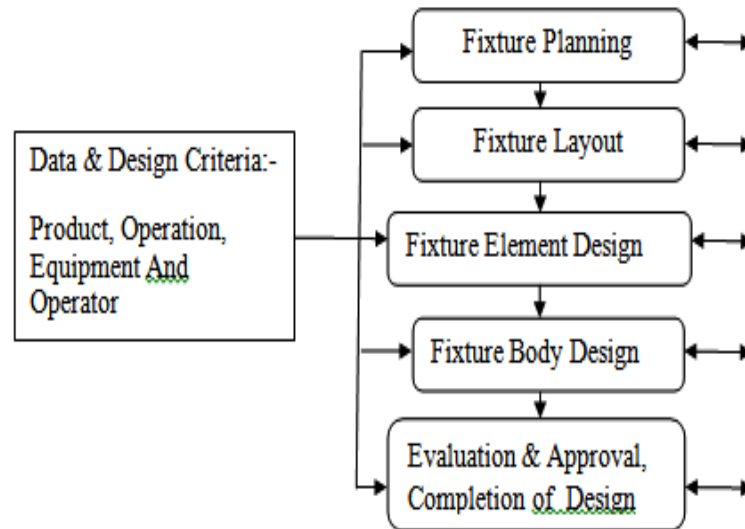 Data & Design Criteria:-
Product, Operation,
Equipment And
Operator
Fixture Planning
Fixture Layout
Fixture Element Design
Fixture Body Design
Evaluation & Approval,
Completion of Design